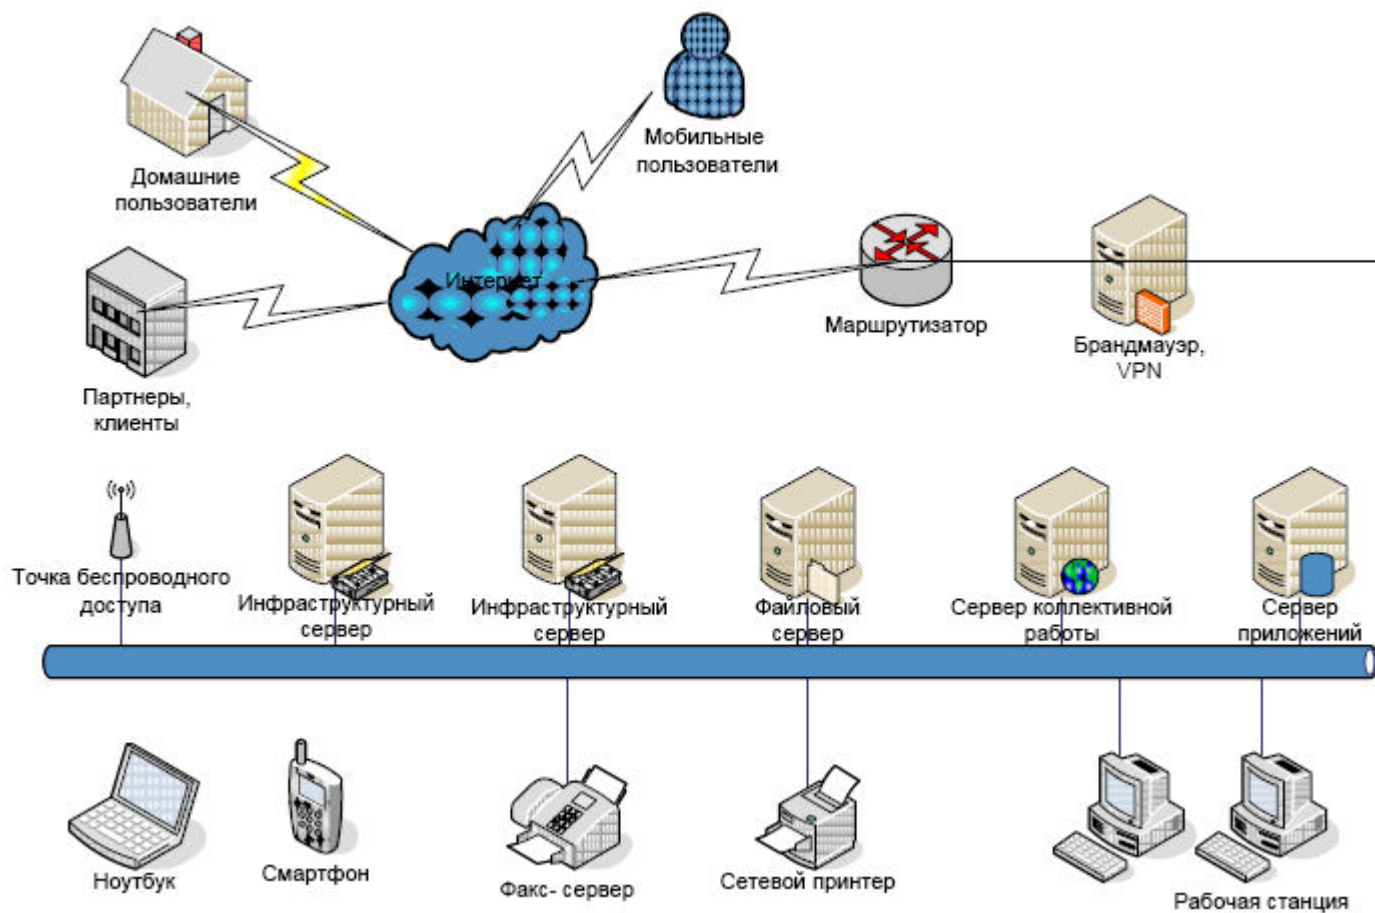 Мобильные
пользователи
Домашние
пользователи
Интернет
Маршрутизатор
Брандмауэр,
VPN
Партнеры,
клиенты
Точка беспроводного
доступа
Инфраструктурный
сервер
Инфраструктурный
сервер
Файловый
сервер
Сервер коллективной
работы
Сервер
приложений
Ноутбук
Смартфон
Факс- сервер
Сетевой принтер
Рабочая станция